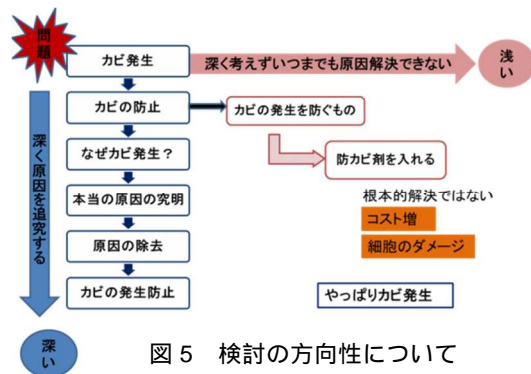 問題
カビ発生
深く考えずいつまでも原因解決できない
浅い
カビの防止
カビの発生を防ぐもの
なぜカビ発生？
防カビ剤を入れる
深く原因を追究する
本当の原因の究明
根本的解決ではない
コスト増
原因の除去
細胞のダメージ
カビの発生防止
やっぱりカビ発生
深い
図5 検討の方向性について